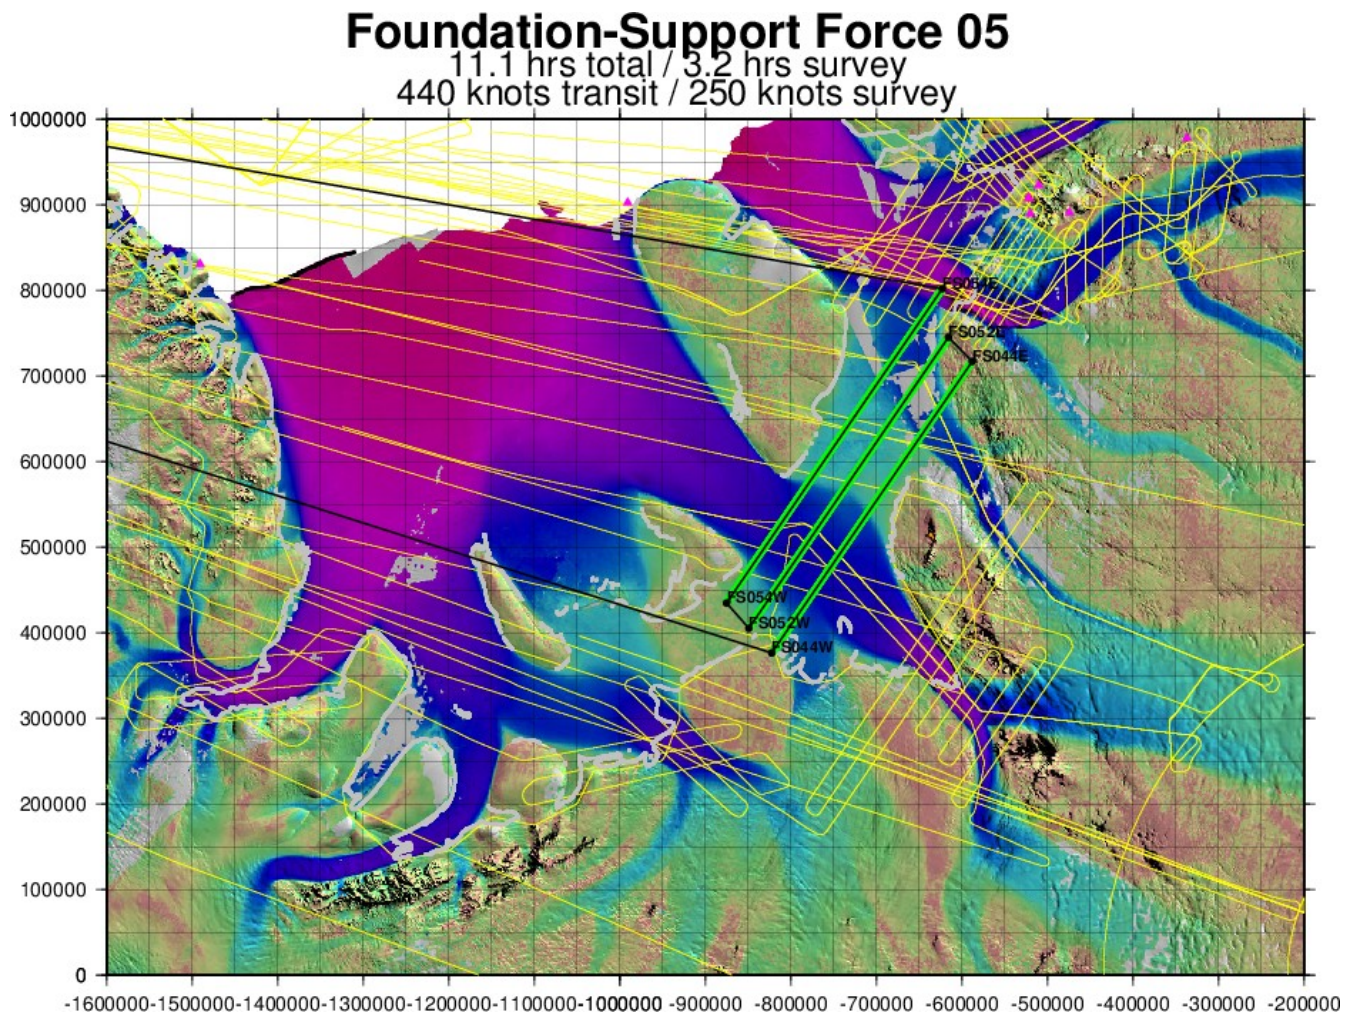 Foundation-Support Force 05
11.1 hrs total / 3.2 hrs survey
440 knots transit / 250 knots survey
1000000
900000
800000
700000
600000
500000
400000
300000
200000
100000
0
FS052E
FS044E
FS054W
FS052W
FS044W
-1600000 -1500000 -1400000 -1300000 -1200000 -1100000 -1000000 -900000 -800000 -700000 -600000 -500000 -400000 -300000 -200000